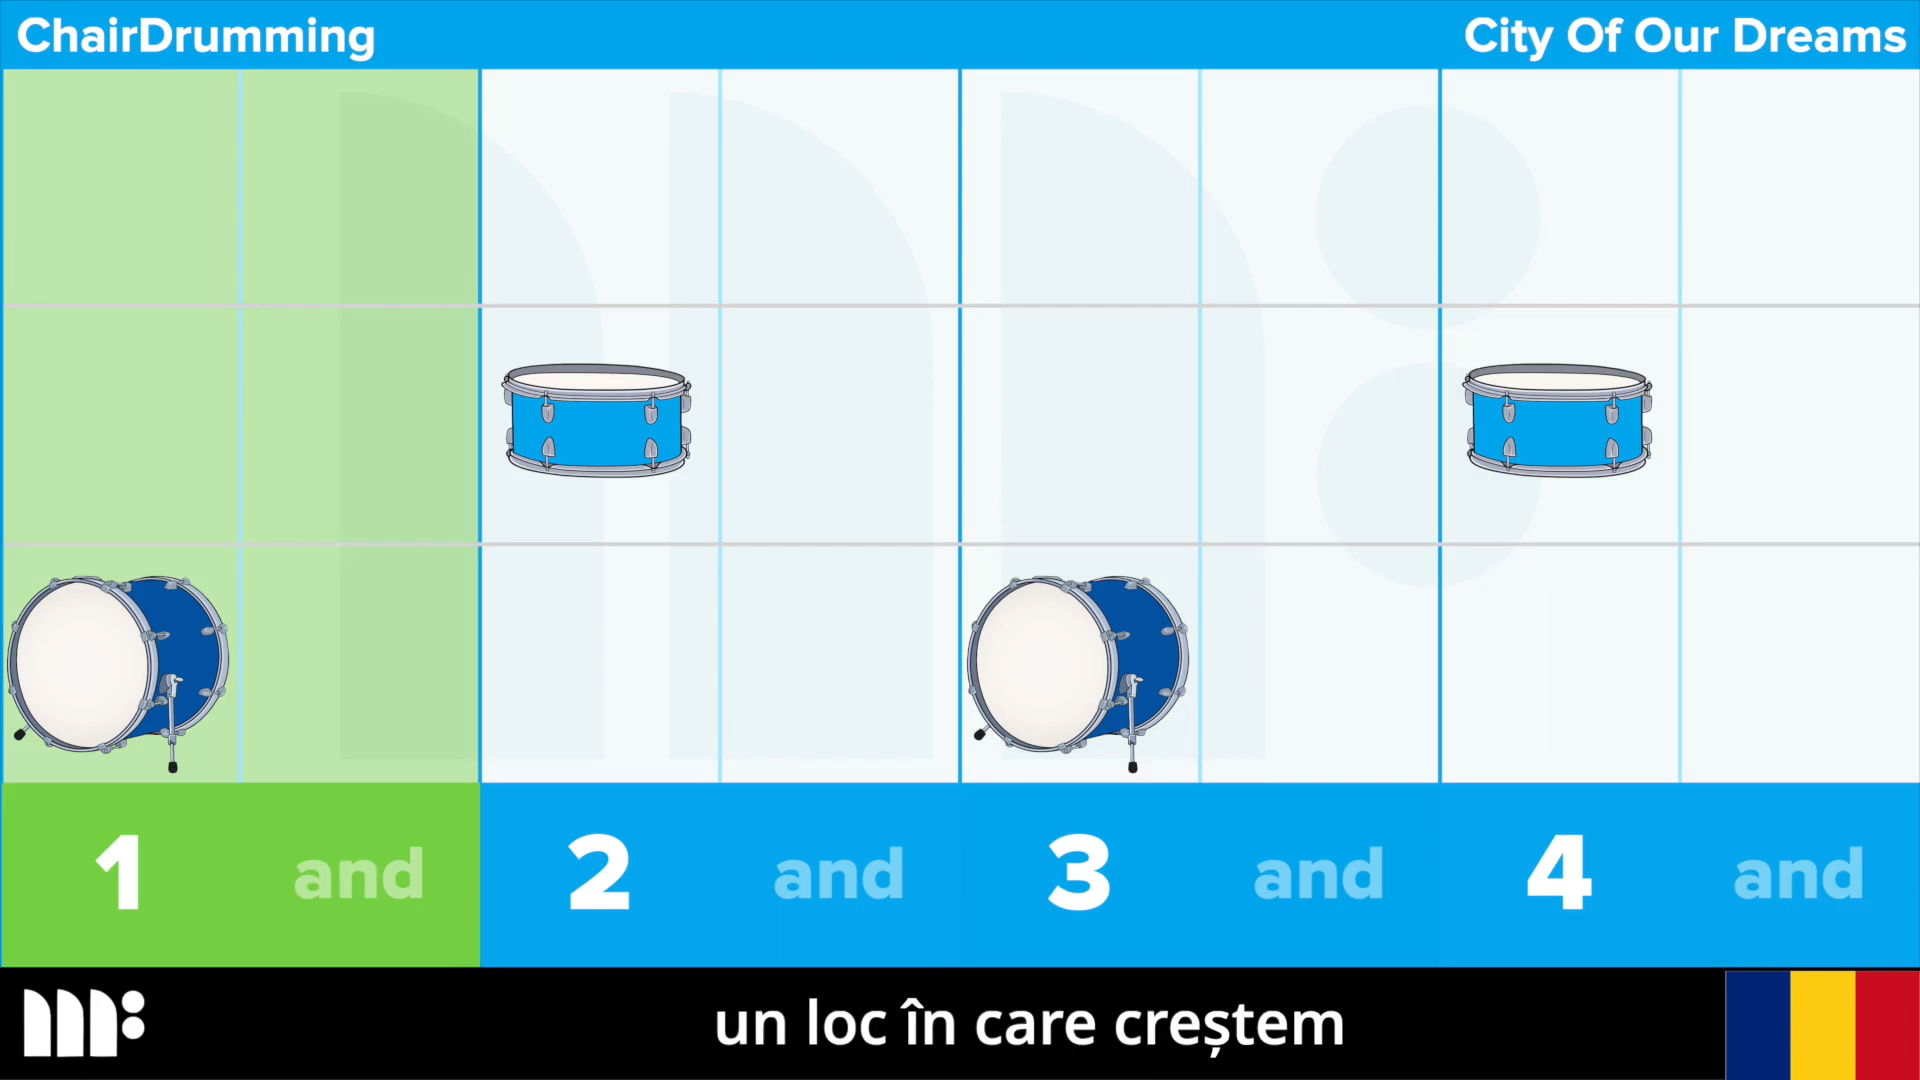 ChairDrumming
City Of Our Dreams
1 and 2 and 3 and 4 and
un loc în care creștem